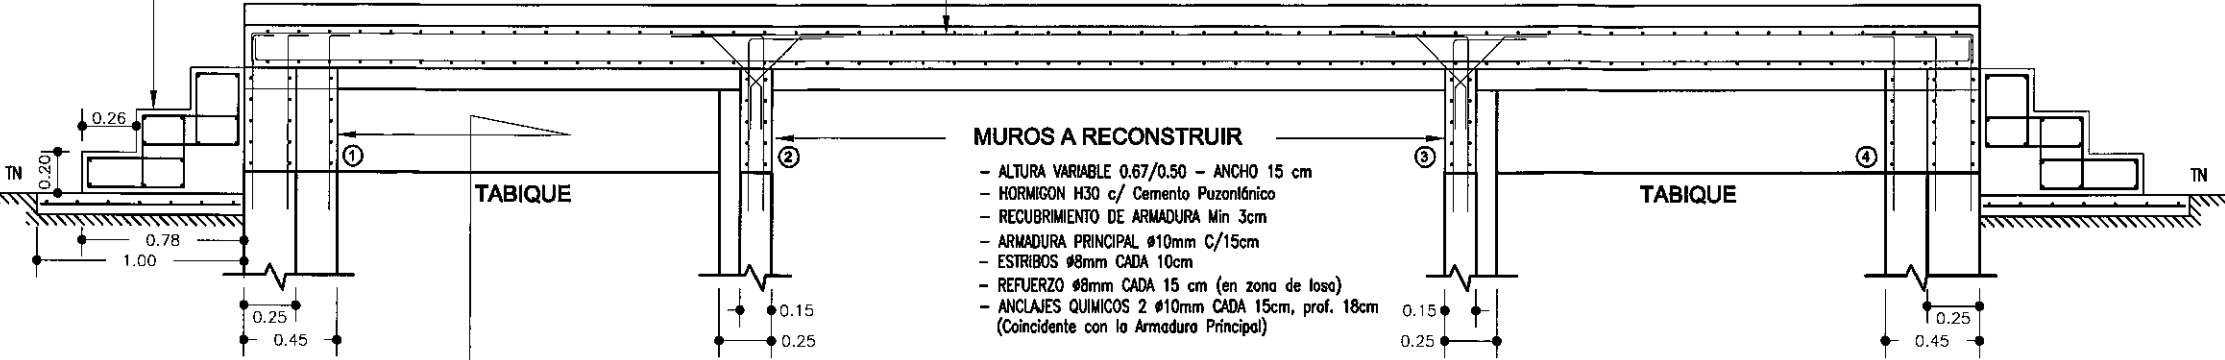 0.26
0.20
TN
0.78
1.00
0.25
0.45
1
TABIQUE
2
0.15
0.25
MUROS A RECONSTRUIR
- ALTURA VARIABLE 0.67/0.50 - ANCHO 15 cm
- HORMIGON H30 c/ Cemento Puzonlánico
- RECUBRIMIENTO DE ARMADURA Min 3cm
- ARMADURA PRINCIPAL ø10mm C/15cm
- ESTRIBOS ø8mm CADA 10cm
- REFUERZO ø8mm CADA 15 cm (en zona de losa)
- ANCLAJES QUIMICOS 2 ø10mm CADA 15cm, prof. 18cm
(Coincidente con la Armadura Principal)
3
0.15
0.25
TABIQUE
4
0.25
0.45
TN